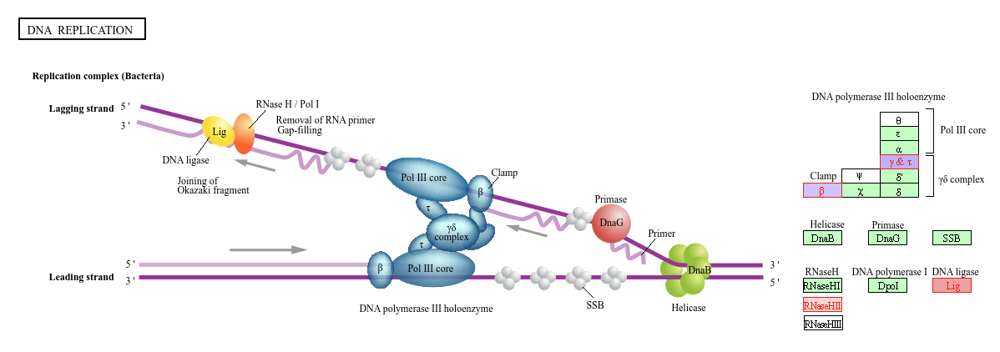 DNA REPLICATION
Replication complex (Bacteria)
Lagging strand
5 '
3 '
Lig
RNase H / Pol I
Removal of RNA primer
Gap-filling
DNA ligase
Joining of
Okazaki fragment
Pol III core
Clamp
β
τ
γδ
complex
τ
β
Pol III core
Primase
DnaG
Primer
DnaB
Helicase
SSB
5 '
Leading strand
3 '
3 '
5 '
DNA polymerase III holoenzyme
DNA polymerase III holoenzyme
θ
ε
α
Pol III core
γ & τ
Clamp
ψ
δ'
γδ complex
β
χ
δ
Helicase
Primase
DnaB
DnaG
SSB
RNaseH
DNA polymerase I
DNA ligase
RNaseHI
DpoI
Lig
RNaseHII
RNaseHIII